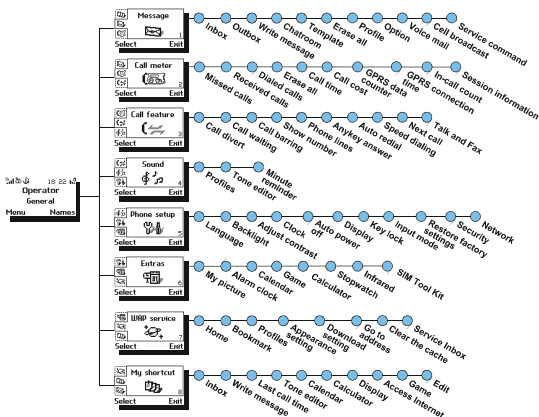 Message
1
Select Exit
Inbox
Outbox
Write message
Chatroom
Template
Erase all
Profile
Option
Voice mail
Cell broadcast
Service command
Call meter
2
Select Exit
Missed calls
Received calls
Dialed calls
Erase all
Call time
Call cost
GPRS data
counter
GPRS connection
time
In-call count
Session information
Call feature
3
Select Exit
Call divert
Call waiting
Call barring
Show number
Phone lines
Anykey answer
Auto redial
Speed dialing
Next call
Talk and Fax
18:22
Operator
General
Menu Names
Sound
4
Select Exit
Profiles
Tone editor
Minute
reminder
Phone setup
5
Select Exit
Language
Backlight
Adjust contrast
Clock
Auto power
off
Display
Key lock
Input mode
Restore factory
settings
Security
Network
Extras
6
Select Exit
My picture
Alarm clock
Calendar
Game
Calculator
Stopwatch
Infrared
SIM Tool Kit
WAP service
7
Select Exit
Home
Bookmark
Profiles
Appearance
setting
Download
setting
Go to
address
Clear the cache
Service Inbox
My shortcut
8
Select Exit
Inbox
Write message
Last call time
Tone editor
Calendar
Calculator
Display
Access Internet
Game
Edit